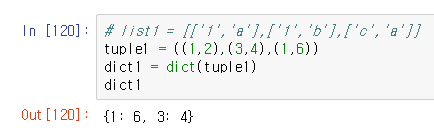 In [120]: # list1 = [['1','a'],['1','b'],['c','a']]
tuple1 = ((1,2),(3,4),(1,6))
dict1 = dict(tuple1)
dict1
Out[120]: {1: 6, 3: 4}